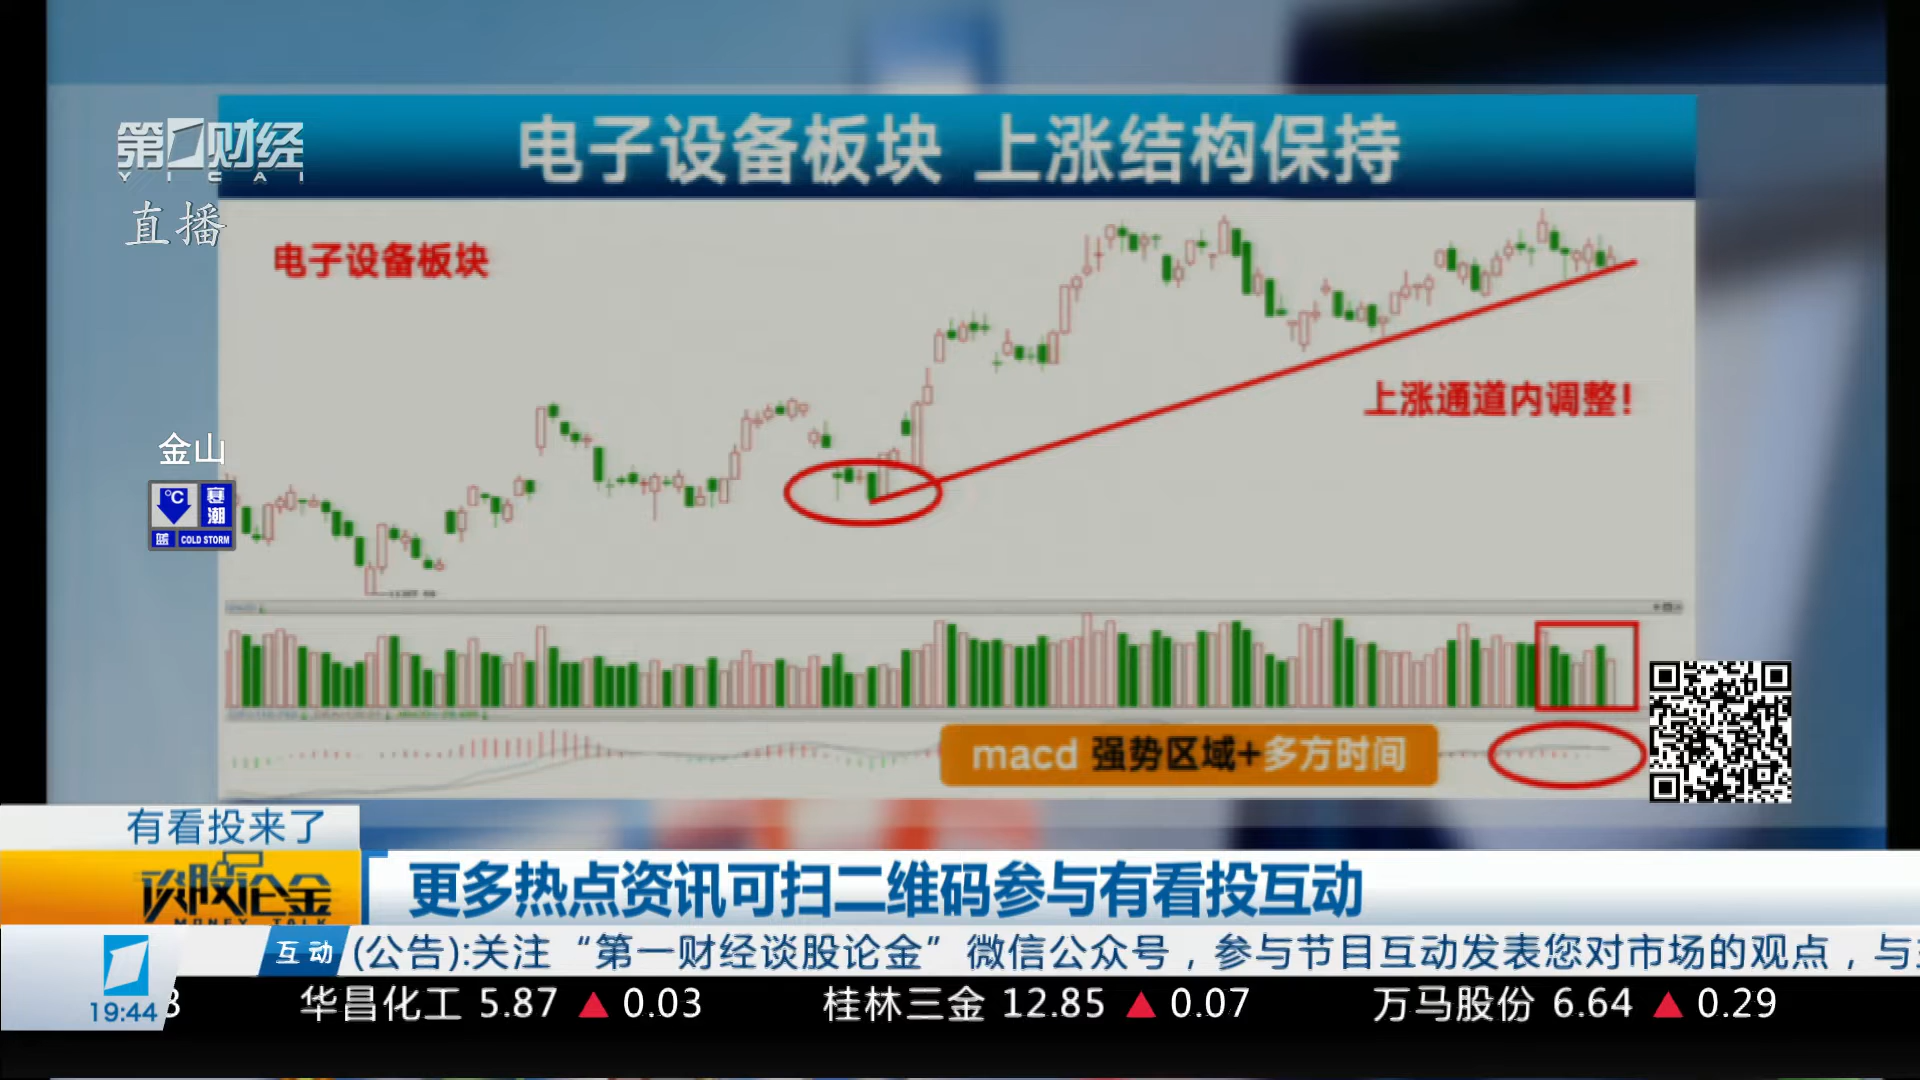 电子设备板块 上涨结构保持
第一财经
YICAI
直播
电子设备板块
上涨通道内调整!
金山
℃
寒潮
蓝 COLD STORM
macd 强势区域+多方时间
有看投来了
谈股论金
MONEY TALK
更多热点资讯可扫二维码参与有看投互动
互动 (公告):关注“第一财经谈股论金”微信公众号，参与节目互动发表您对市场的观点，与
19:44
华昌化工 5.87 ▲ 0.03 桂林三金 12.85 ▲ 0.07 万马股份 6.64 ▲ 0.29